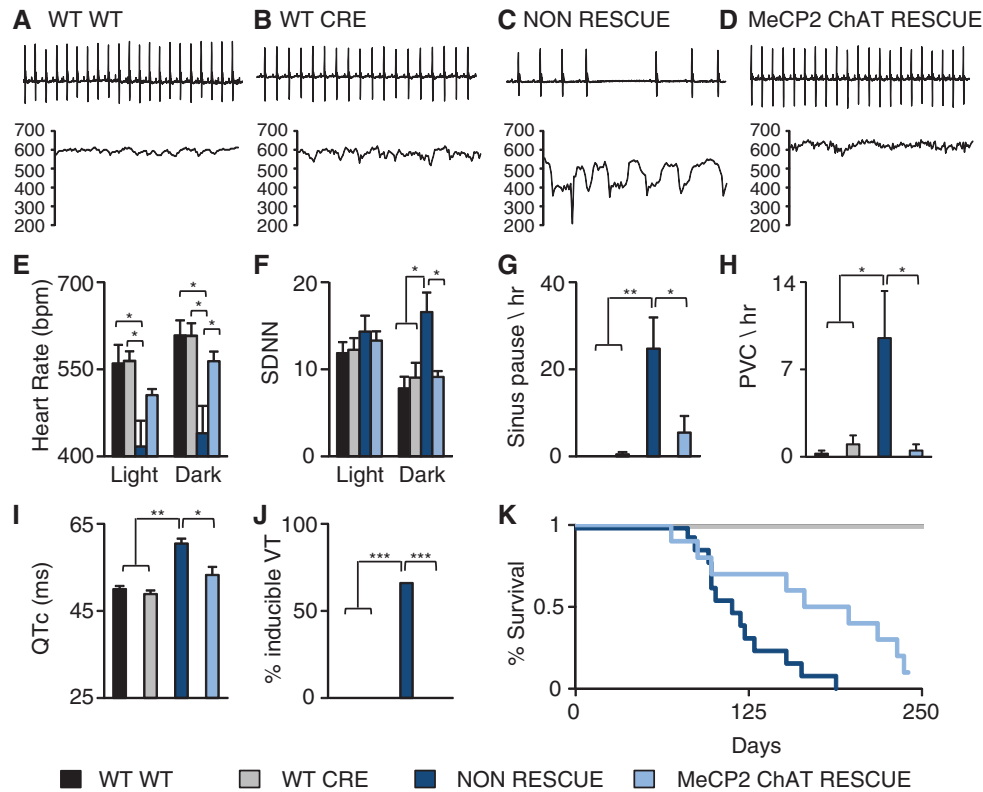 A WT WT
B WT CRE
C NON RESCUE
D MeCP2 ChAT RESCUE
700
600
500
400
300
200
700
600
500
400
300
200
700
600
500
400
300
200
700
600
500
400
300
200
E
Heart Rate (bpm)
700
550
400
* * * * *
Light Dark
F
SDNN
20
10
0
* *
Light Dark
G
Sinus pause \ hr
40
20
0
** *
H
PVC \ hr
14
7
0
* *
I
QTc (ms)
65
45
25
** *
J
% inducible VT
100
50
0
*** ***
K
% Survival
1
0.5
0
0 125 250
Days
WT WT WT CRE NON RESCUE MeCP2 ChAT RESCUE